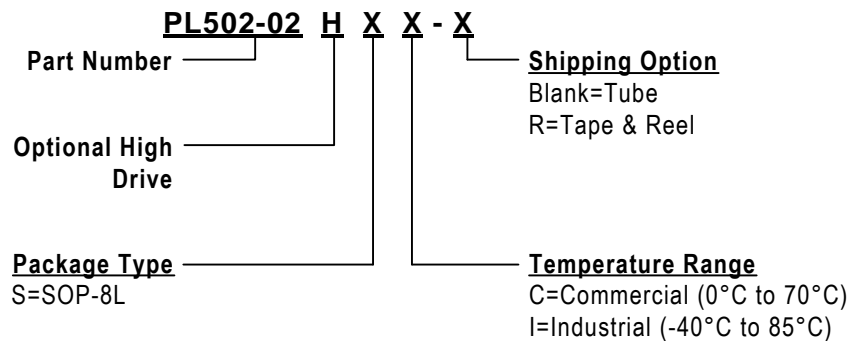 PL502-02 H X X - X
Part Number
Shipping Option
Blank=Tube
R=Tape & Reel
Optional High
Drive
Package Type
S=SOP-8L
Temperature Range
C=Commercial (0°C to 70°C)
I=Industrial (-40°C to 85°C)